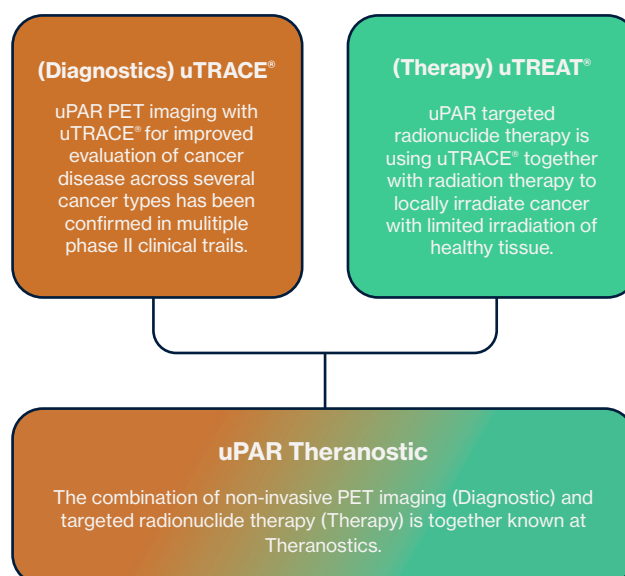 (Diagnostics) uTRACE®
uPAR PET imaging with
uTRACE® for improved
evaluation of cancer
disease across several
cancer types has been
confirmed in mulitiple
phase II clinical trails.
(Therapy) uTREAT®
uPAR targeted
radionuclide therapy is
using uTRACE® together
with radiation therapy to
locally irradiate cancer
with limited irradiation of
healthy tissue.
uPAR Theranostic
The combination of non-invasive PET imaging (Diagnostic) and
targeted radionuclide therapy (Therapy) is together known at
Theranostics.